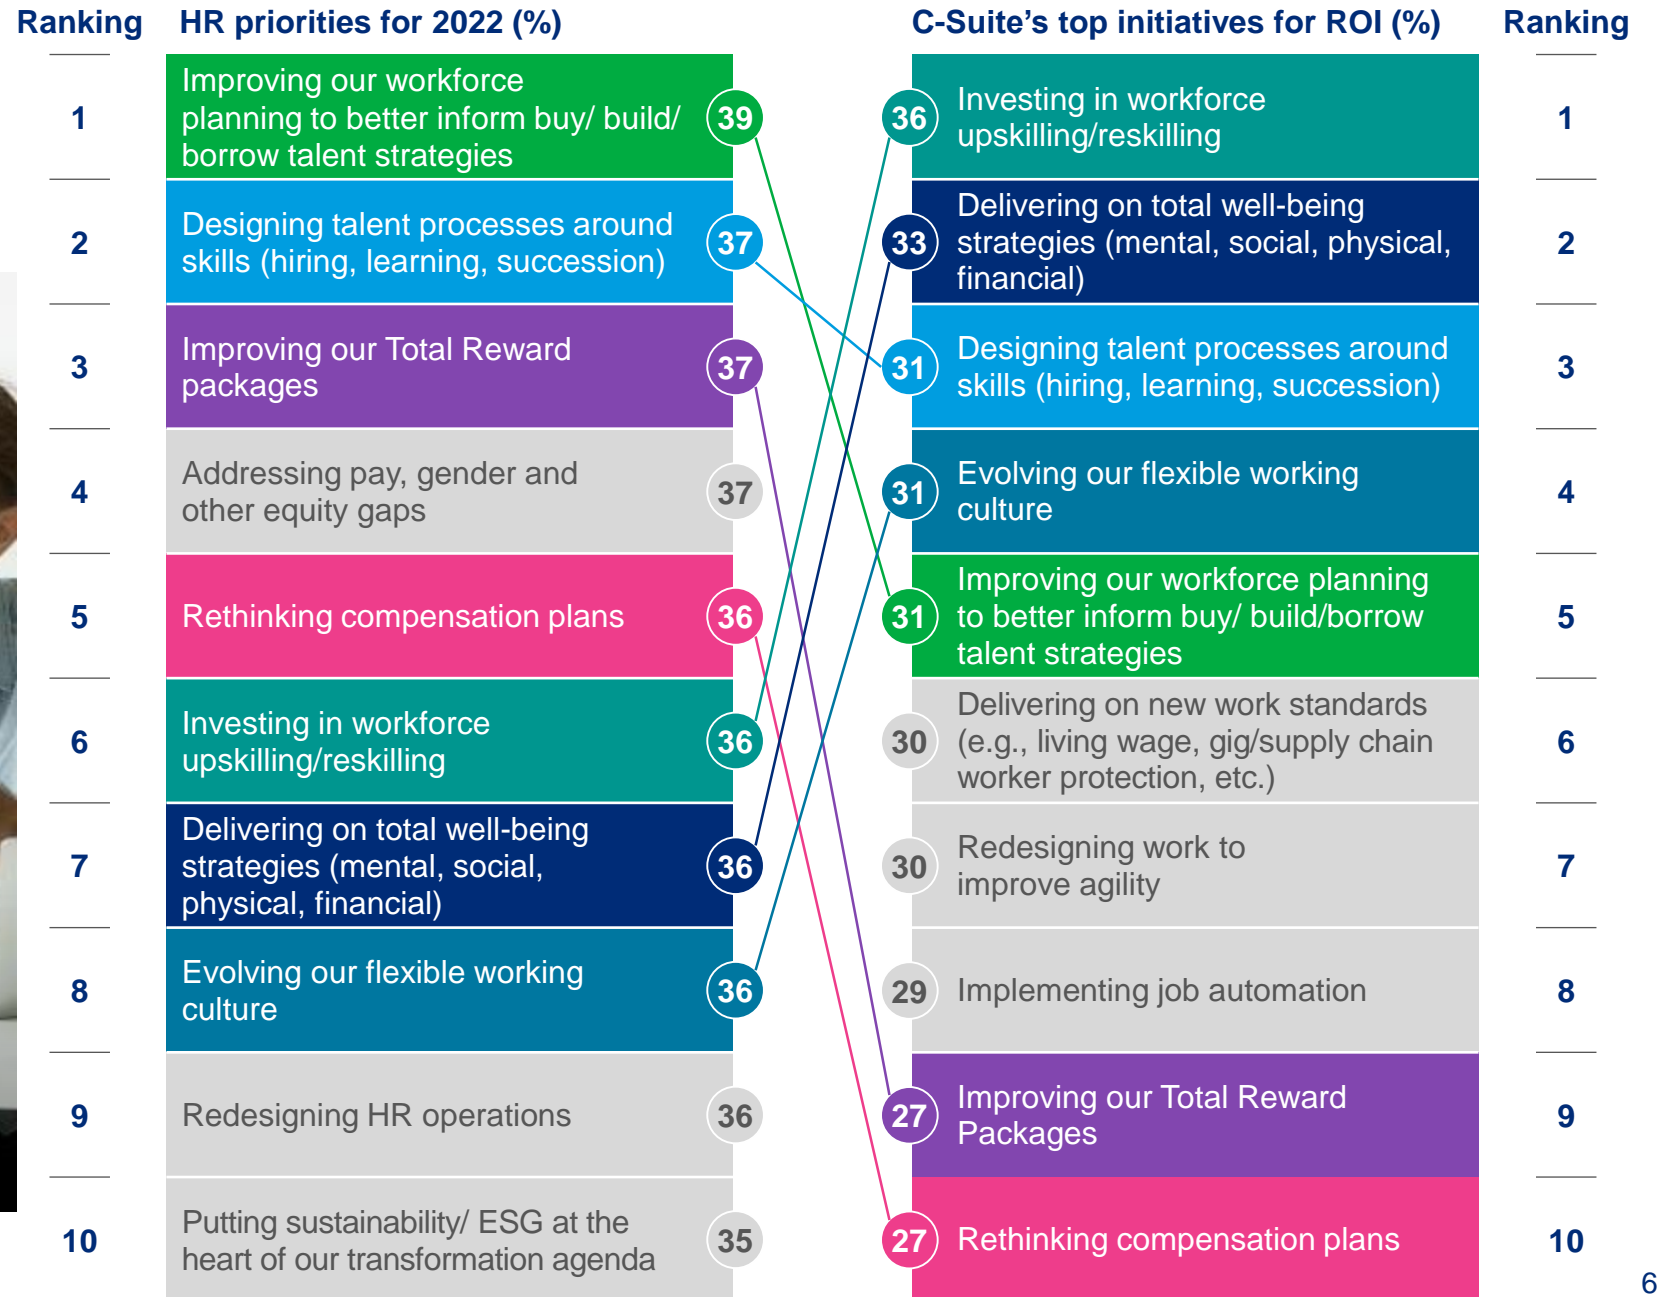 Ranking
HR priorities for 2022 (%)
C-Suite's top initiatives for ROI (%)
Ranking
1
Improving our workforce
planning to better inform buy/ build/
borrow talent strategies
39
36
Investing in workforce
upskilling/reskilling
1
2
Designing talent processes around
skills (hiring, learning, succession)
37
33
Delivering on total well-being
strategies (mental, social, physical,
financial)
2
3
Improving our Total Reward
packages
37
31
Designing talent processes around
skills (hiring, learning, succession)
3
4
Addressing pay, gender and
other equity gaps
37
31
Evolving our flexible working
culture
4
5
Rethinking compensation plans
36
31
Improving our workforce planning
to better inform buy/ build/borrow
talent strategies
5
6
Investing in workforce
upskilling/reskilling
36
30
Delivering on new work standards
(e.g., living wage, gig/supply chain
worker protection, etc.)
6
7
Delivering on total well-being
strategies (mental, social,
physical, financial)
36
30
Redesigning work to
improve agility
7
8
Evolving our flexible working
culture
36
29
Implementing job automation
8
9
Redesigning HR operations
36
27
Improving our Total Reward
Packages
9
10
Putting sustainability/ ESG at the
heart of our transformation agenda
35
27
Rethinking compensation plans
10
6